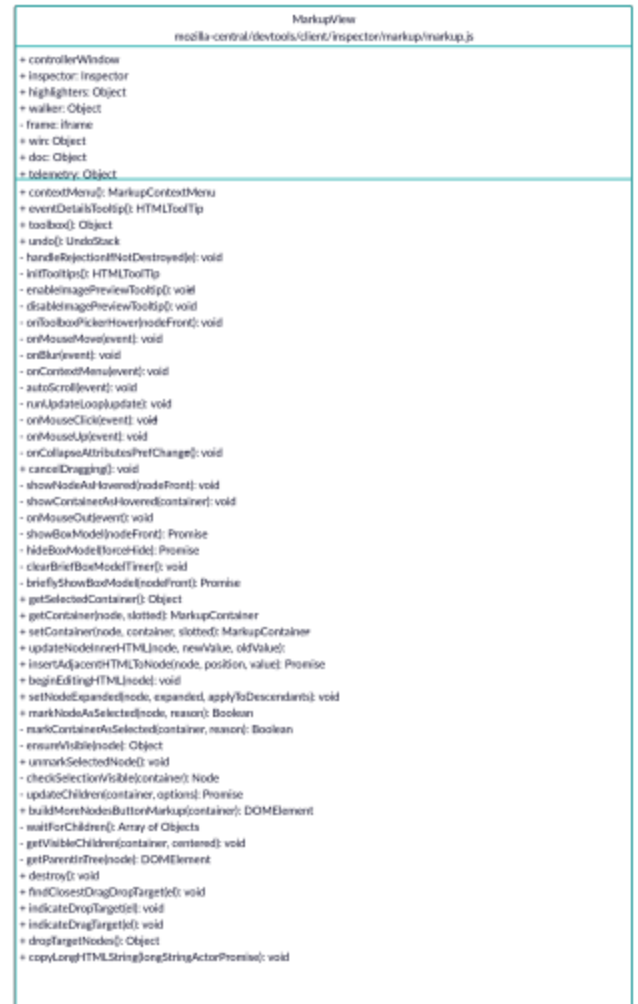 MarkupView
mozilla-central/devtools/client/inspector/markup/markup.js
+ controllerWindow
+ inspector: Inspector
+ highlighters: Object
+ walker: Object
- frame: iframe
+ win: Object
+ doc: Object
+ telemetry: Object
+ contextMenu(): MarkupContextMenu
+ eventDetailsTooltip(): HTMLToolTip
+ toolbox(): Object
+ undo(): UndoStack
- handleRejectionIfNotDestroyed(e): void
- initTooltips(): HTMLToolTip
- enableImagePreviewTooltip(): void
- disableImagePreviewTooltip(): void
- onToolboxPickerHover(nodeFront): void
- onMouseMove(event): void
- onBlur(event): void
- onContextMenu(event): void
- autoScroll(event): void
- runUpdateLoop(update): void
- onMouseClick(event): void
- onMouseUp(event): void
- onCollapseAttributesPrefChange(): void
+ cancelDragging(): void
- showNodeAsHovered(nodeFront): void
- showContainerAsHovered(container): void
- onMouseOut(event): void
- showBoxModel(nodeFront): Promise
- hideBoxModel(forceHide): Promise
- clearBriefBoxModelTimer(): void
- brieflyShowBoxModel(nodeFront): Promise
+ getSelectedContainer(): Object
+ getContainer(node, slotted): MarkupContainer
+ setContainer(node, container, slotted): MarkupContainer
+ updateNodeInnerHTML(node, newValue, oldValue):
+ insertAdjacentHTMLToNode(node, position, value): Promise
+ beginEditingHTML(node): void
+ setNodeExpanded(node, expanded, applyToDescendants): void
+ markNodeAsSelected(node, reason): Boolean
- markContainerAsSelected(container, reason): Boolean
- ensureVisible(node): Object
+ unmarkSelectedNode(): void
- checkSelectionVisible(container): Node
- updateChildren(container, options): Promise
+ buildMoreNodesButtonMarkup(container): DOMElement
- waitForChildren(): Array of Objects
- getVisibleChildren(container, centered): void
- getParentInTree(node): DOMElement
+ destroy(): void
+ findClosestDragDropTarget(el): void
+ indicateDropTarget(el): void
+ indicateDragTarget(el): void
+ dropTargetNodes(): Object
+ copyLongHTMLString(longStringActorPromise): void